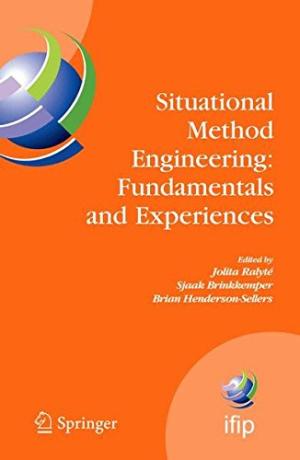 Situational
Method
Engineering:
Fundamentals
and Experiences
Edited by
Jolita Ralyté
Sjaak Brinkkemper
Brian Henderson-Sellers
Springer
ifip